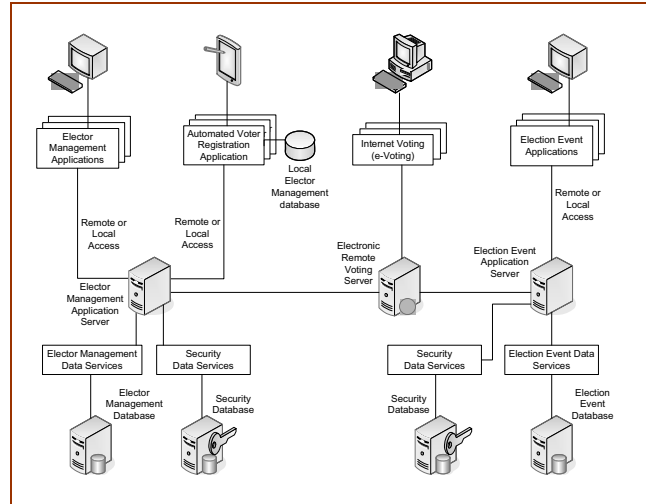 Elector
Management
Applications
Automated Voter
Registration
Application
Local
Elector
Management
database
Internet Voting
(e-Voting)
Election Event
Applications
Remote or
Local
Access
Remote or
Local
Access
Remote or
Local
Access
Elector
Management
Application
Server
Electronic
Remote
Voting
Server
Election Event
Application
Server
Elector Management
Data Services
Security
Data Services
Security
Data Services
Election Event Data
Services
Elector
Management
Database
Security
Database
Security
Database
Election
Event
Database